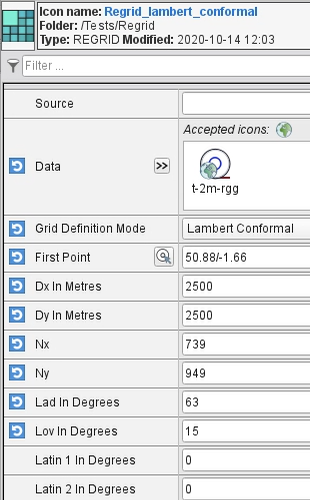 Icon name: Regrid_lambert_conformal
Folder: /Tests/Regrid
Type: REGRID Modified: 2020-10-14 12:03
Filter ...
Source
Accepted icons:
Data >>
t-2m-rgg
Grid Definition Mode Lambert Conformal
First Point 50.88/-1.66
Dx In Metres 2500
Dy In Metres 2500
Nx 739
Ny 949
Lad In Degrees 63
Lov In Degrees 15
Latin 1 In Degrees 0
Latin 2 In Degrees 0